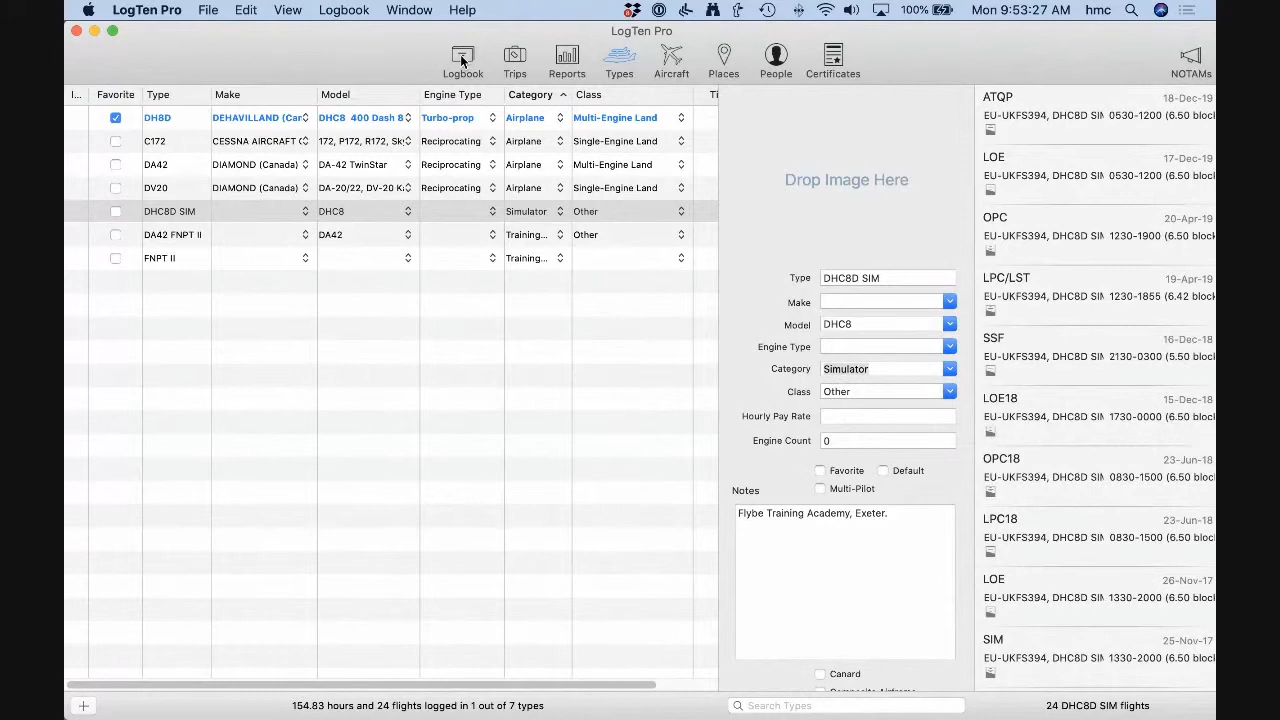 LogTen Pro File Edit View Logbook Window Help 100% Mon 9:53:27 AM hmc
LogTen Pro
Logbook Trips Reports Types Aircraft Places People Certificates NOTAMs
I... Favorite Type Make Model Engine Type Category Class Ti
DH8D DEHAVILLAND (Can DHC8 400 Dash 8 Turbo-prop Airplane Multi-Engine Land
C172 CESSNA AIRCRAFT C 172, P172, R172, Sk Reciprocating Airplane Single-Engine Land
DA42 DIAMOND (Canada) DA-42 TwinStar Reciprocating Airplane Multi-Engine Land
DV20 DIAMOND (Canada) DA-20/22, DV-20 K Reciprocating Airplane Single-Engine Land
DHC8D SIM DHC8 Simulator Other
DA42 FNPT II DA42 Training... Other
FNPT II Training...
Drop Image Here
Type DHC8D SIM
Make
Model DHC8
Engine Type
Category Simulator
Class Other
Hourly Pay Rate
Engine Count 0
Favorite Default
Multi-Pilot
Notes
Flybe Training Academy, Exeter.
Canard
ATQP 18-Dec-19
EU-UKFS394, DHC8D SIM 0530-1200 (6.50 block
LOE 17-Dec-19
EU-UKFS394, DHC8D SIM 0530-1200 (6.50 block
OPC 20-Apr-19
EU-UKFS394, DHC8D SIM 1230-1900 (6.42 block
LPC/LST 19-Apr-19
EU-UKFS394, DHC8D SIM 1230-1855 (6.42 block
SSF 16-Dec-18
EU-UKFS394, DHC8D SIM 2130-0300 (5.50 block
LOE18 15-Dec-18
EU-UKFS394, DHC8D SIM 1730-0000 (6.50 block
OPC18 23-Jun-18
EU-UKFS394, DHC8D SIM 0830-1500 (6.50 block
LPC18 23-Jun-18
EU-UKFS394, DHC8D SIM 0830-1500 (6.50 block
LOE 26-Nov-17
EU-UKFS394, DHC8D SIM 1330-2000 (6.50 block
SIM 25-Nov-17
EU-UKFS394, DHC8D SIM 1330-2000 (6.50 block
154.83 hours and 24 flights logged in 1 out of 7 types Search Types 24 DHC8D SIM flights